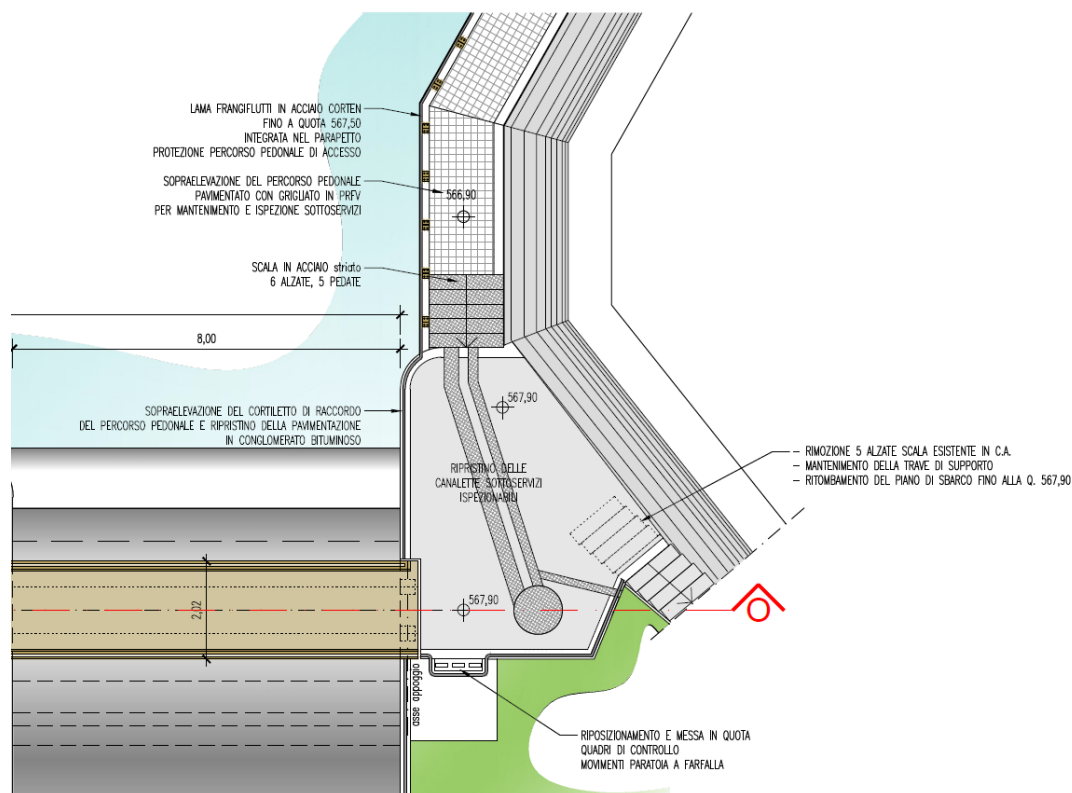 LAMA FRANGIFLUTTI IN ACCIAIO CORTEN
FINO A QUOTA 567,50
INTEGRATA NEL PARAPETTO
PROTEZIONE PERCORSO PEDONALE DI ACCESSO
SOPRAELEVAZIONE DEL PERCORSO PEDONALE
PAVIMENTATO CON GRIGLIATO IN PRFV
PER MANTENIMENTO E ISPEZIONE SOTTOSERVIZI
566,90
SCALA IN ACCIAIO striato
6 ALZATE, 5 PEDATE
8,00
567,90
SOPRAELEVAZIONE DEL CORTILETTO DI RACCORDO
DEL PERCORSO PEDONALE E RIPRISTINO DELLA PAVIMENTAZIONE
IN CONGLOMERATO BITUMINOSO
RIPRISTINO DELLE
CANALETTE SOTTOSERVIZI
ISPEZIONABILI
- RIMOZIONE 5 ALZATE SCALA ESISTENTE IN C.A.
- MANTENIMENTO DELLA TRAVE DI SUPPORTO
- RITOMBAMENTO DEL PIANO DI SBARCO FINO ALLA Q. 567,90
2,02
567,90
O
asse appoggio
RIPOSIZIONAMENTO E MESSA IN QUOTA
QUADRI DI CONTROLLO
MOVIMENTI PARATOIA A FARFALLA